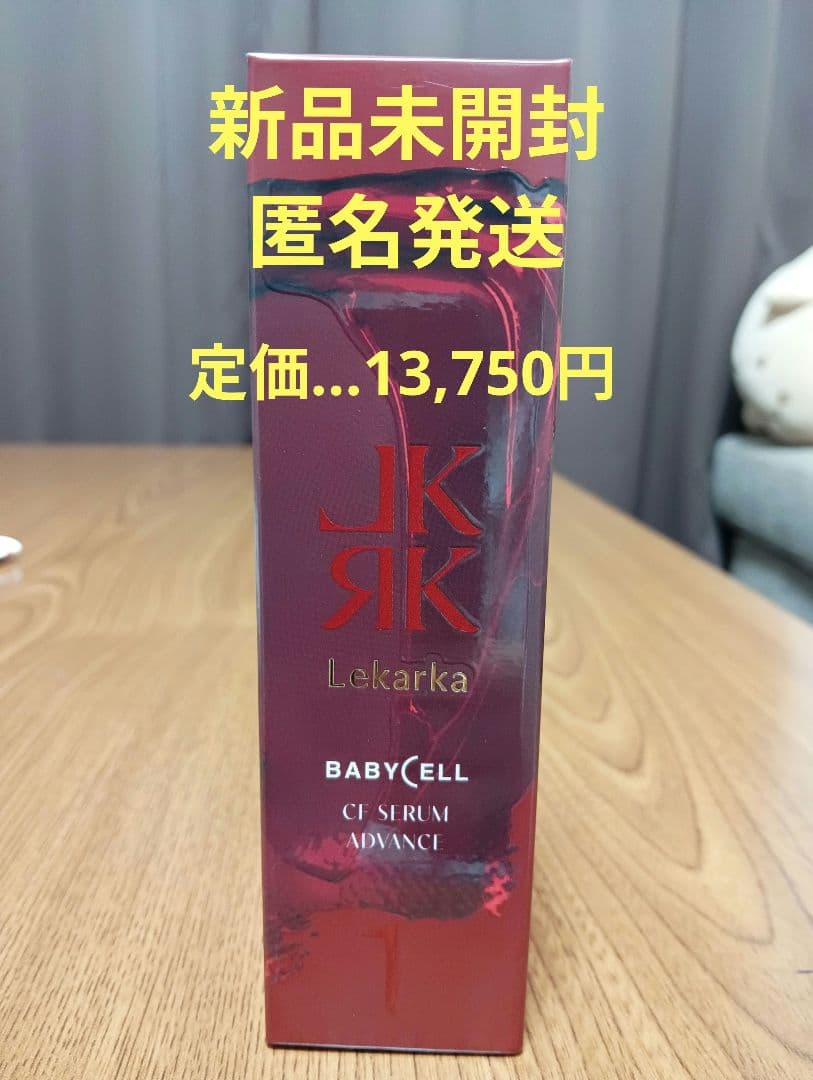 新品未開封
匿名発送
定価...13,750円
LK
RK
Lekarka
BABYCELL
CF SERUM
ADVANCE